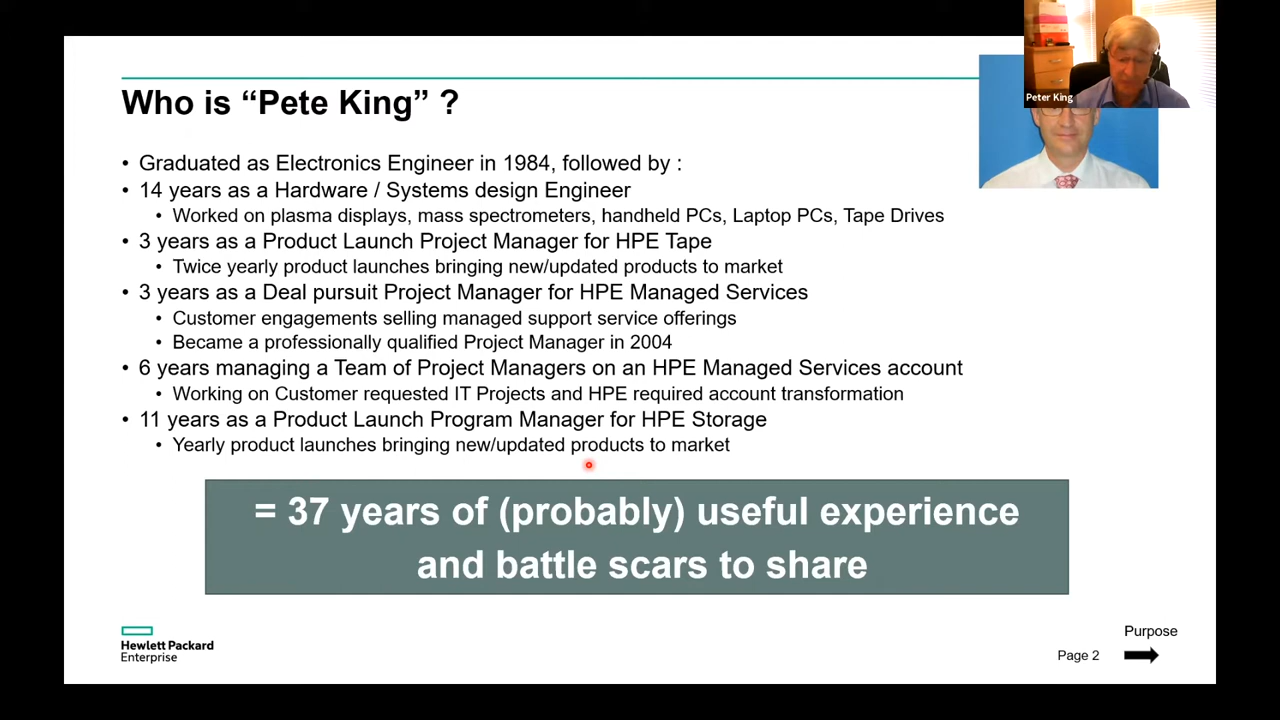 Peter King
Who is “Pete King” ?
• Graduated as Electronics Engineer in 1984, followed by :
• 14 years as a Hardware / Systems design Engineer
• Worked on plasma displays, mass spectrometers, handheld PCs, Laptop PCs, Tape Drives
• 3 years as a Product Launch Project Manager for HPE Tape
• Twice yearly product launches bringing new/updated products to market
• 3 years as a Deal pursuit Project Manager for HPE Managed Services
• Customer engagements selling managed support service offerings
• Became a professionally qualified Project Manager in 2004
• 6 years managing a Team of Project Managers on an HPE Managed Services account
• Working on Customer requested IT Projects and HPE required account transformation
• 11 years as a Product Launch Program Manager for HPE Storage
• Yearly product launches bringing new/updated products to market
= 37 years of (probably) useful experience
and battle scars to share
Hewlett Packard
Enterprise
Purpose
Page 2